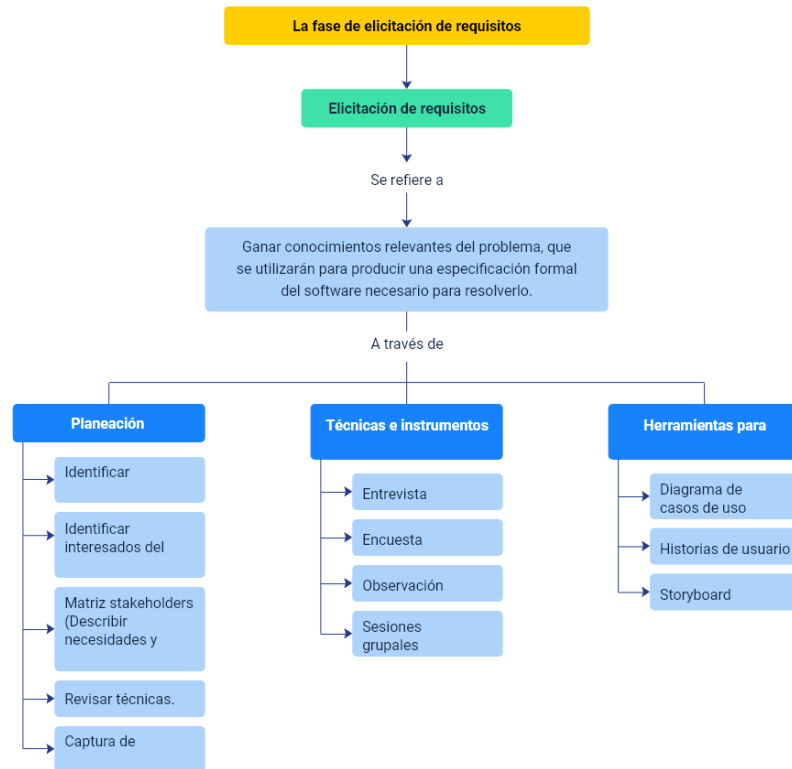 La fase de elicitación de requisitos
Elicitación de requisitos
Se refiere a
Ganar conocimientos relevantes del problema, que
se utilizarán para producir una especificación formal
del software necesario para resolverlo.
A través de
Planeación
Identificar
Identificar
interesados del
Matriz stakeholders
(Describir
necesidades y
Revisar técnicas.
Captura de
Técnicas e instrumentos
Entrevista
Encuesta
Observación
Sesiones
grupales
Herramientas para
Diagrama de
casos de uso
Historias de usuario
Storyboard